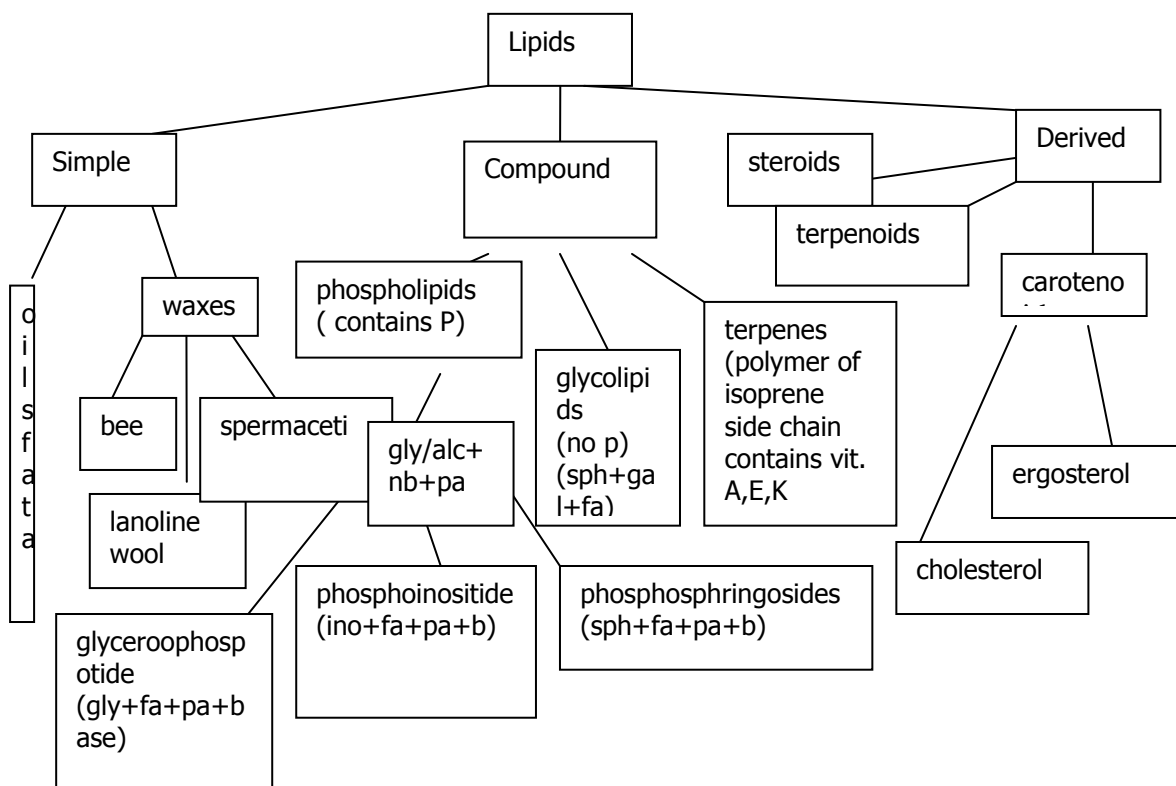 Lipids
Simple
Compound
steroids
Derived
terpenoids
oilsfata
waxes
phospholipids
( contains P)
caroteno
terpenes
(polymer of
isoprene
side chain
contains vit.
A,E,K
glycolipi
ds
(no p)
(sph+ga
l+fa)
bee
spermaceti
gly/alc+
nb+pa
ergosterol
lanoline
wool
cholesterol
phosphoinositide
(ino+fa+pa+b)
phosphosphringosides
(sph+fa+pa+b)
glyceroophosp
otide
(gly+fa+pa+b
ase)